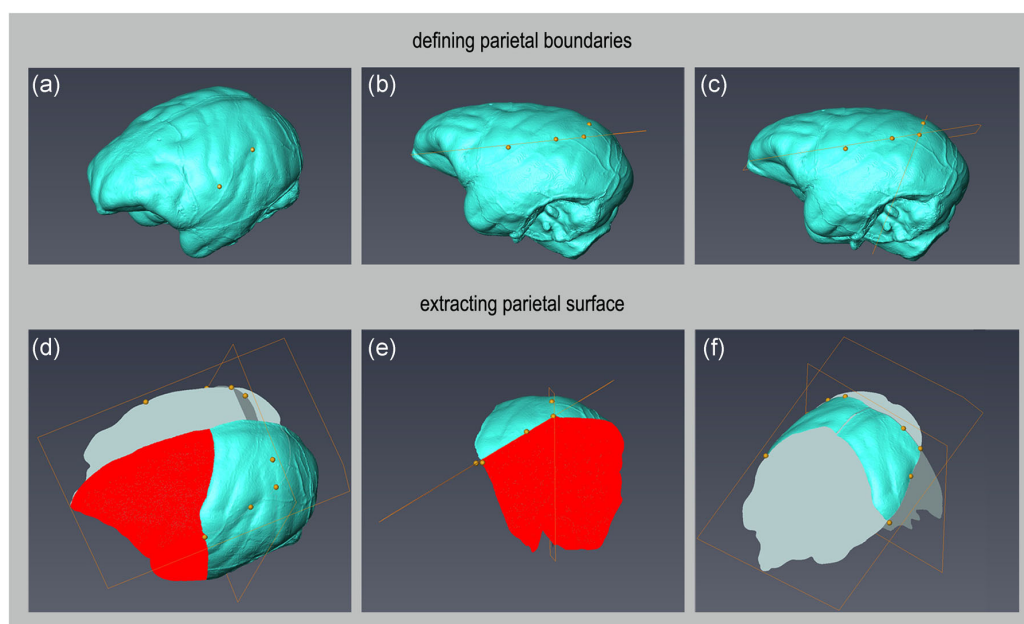 defining parietal boundaries
(a)
(b)
(c)
extracting parietal surface
(d)
(e)
(f)